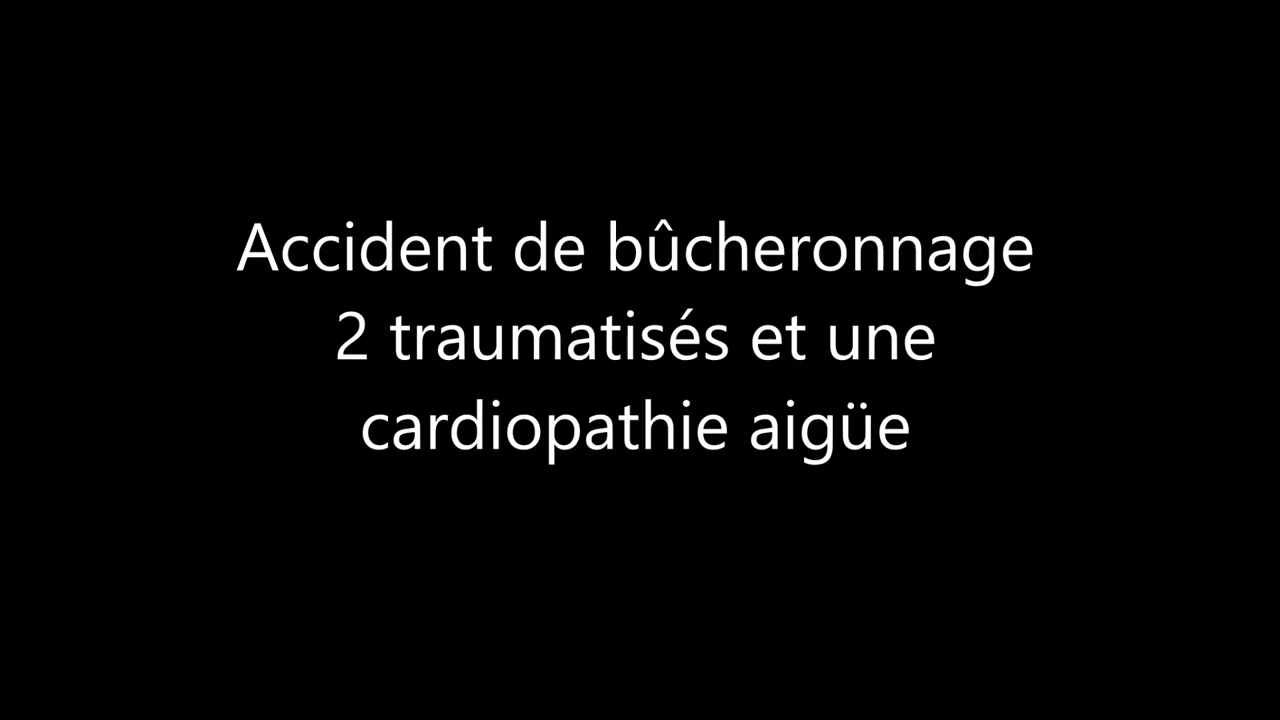 Accident de bûcheronnage
2 traumatisés et une
cardiopathie aigüe